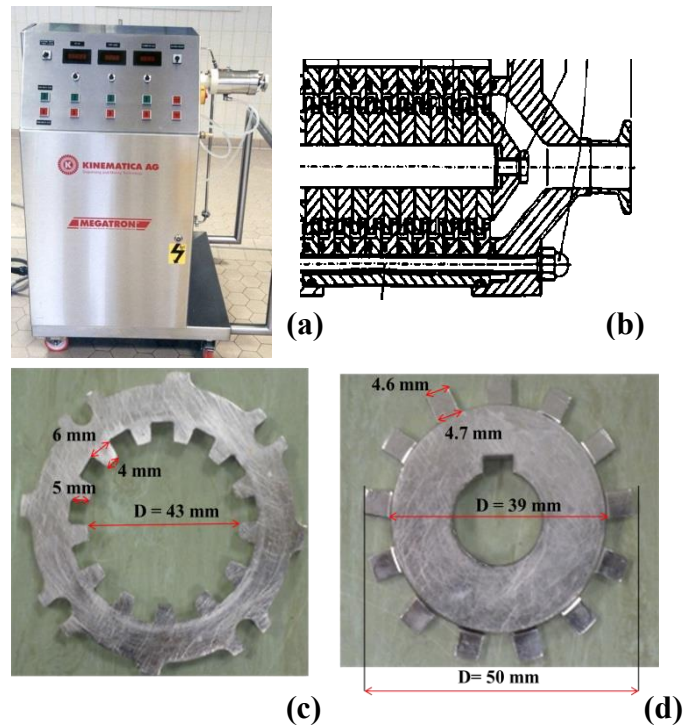 KINEMATICA AG
MEGATRON
(a)
(b)
6 mm
4 mm
5 mm
D = 43 mm
(c)
4.6 mm
4.7 mm
D = 39 mm
D= 50 mm
(d)